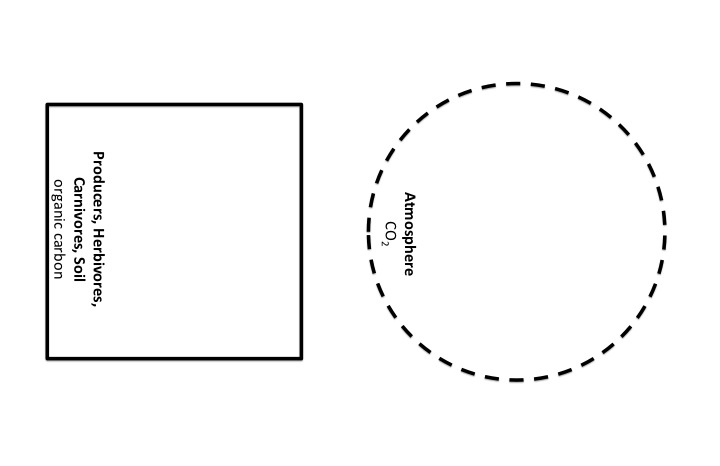 Producers, Herbivores,
Carnivores, Soil
organic carbon
Atmosphere
CO₂